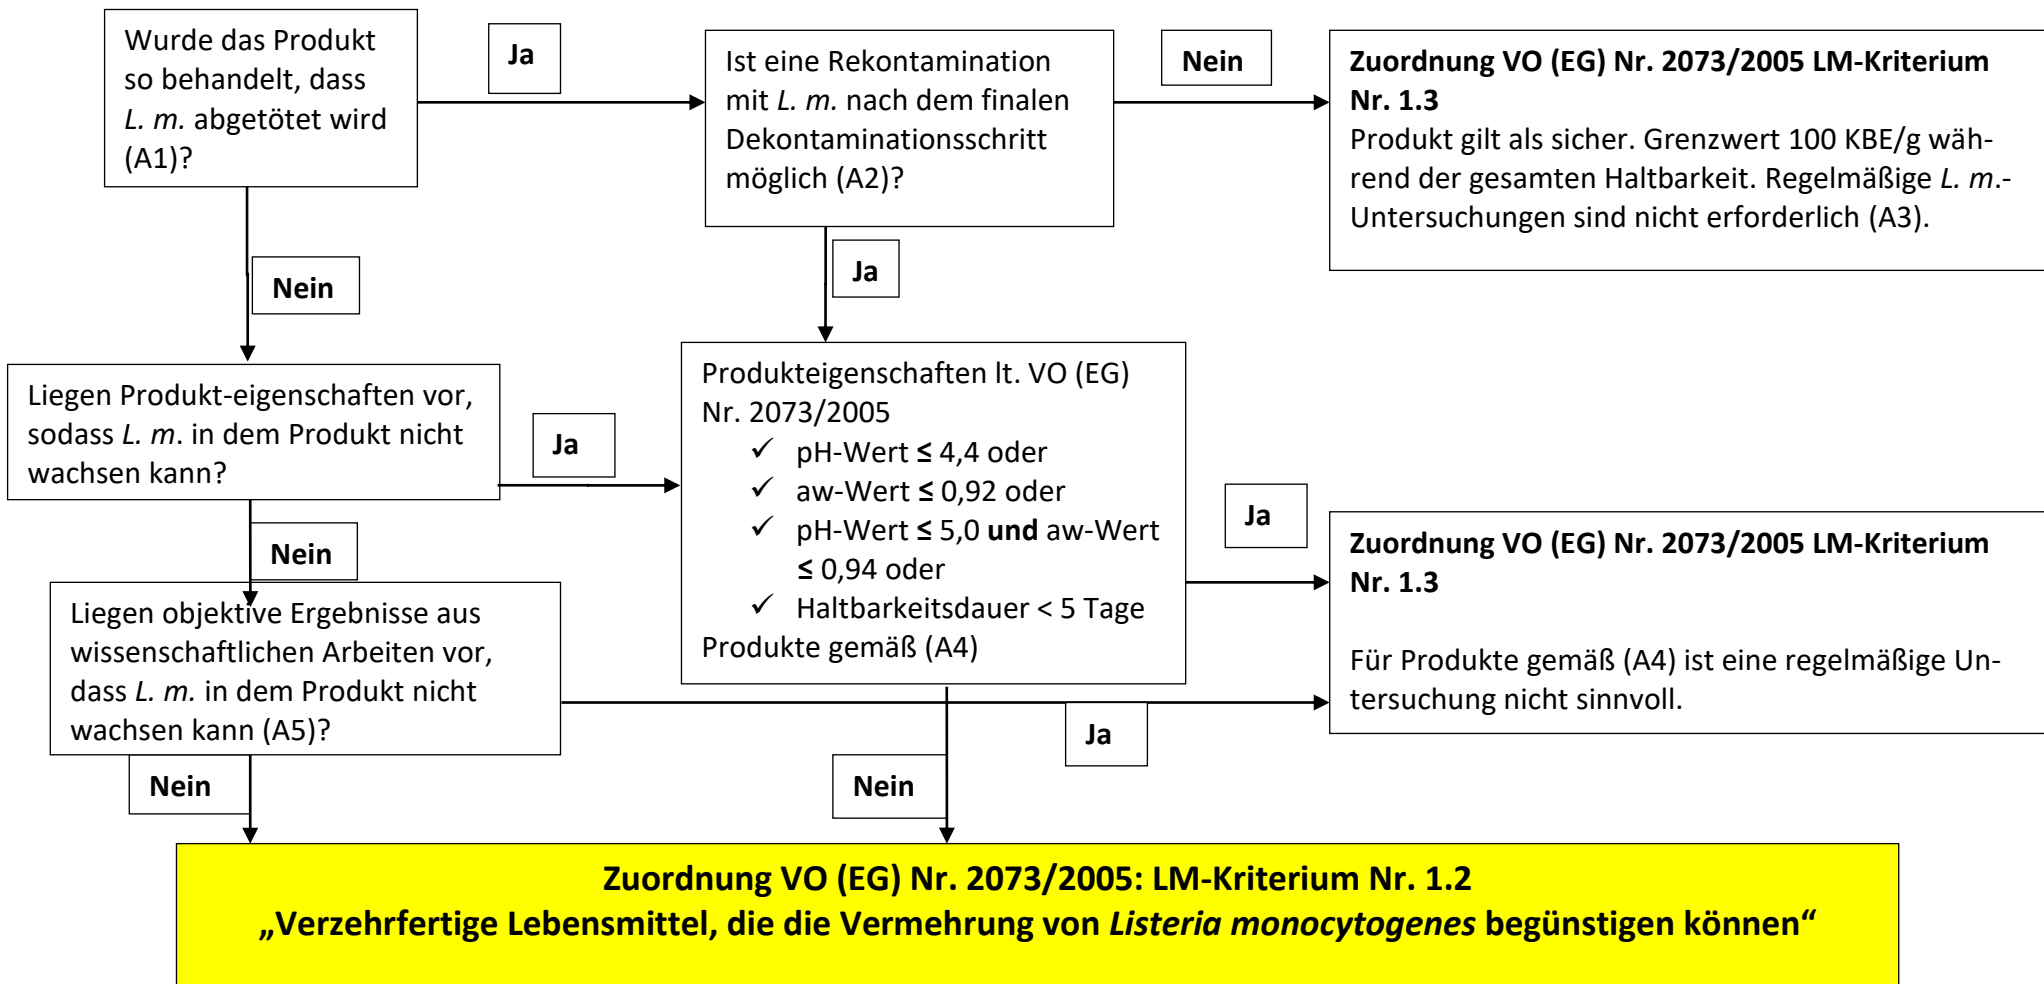 Wurde das Produkt
so behandelt, dass
L. m. abgetötet wird
(A1)?
Ja
Ist eine Rekontamination
mit L. m. nach dem finalen
Dekontaminationsschritt
möglich (A2)?
Nein
Zuordnung VO (EG) Nr. 2073/2005 LM-Kriterium
Nr. 1.3
Produkt gilt als sicher. Grenzwert 100 KBE/g wäh-
rend der gesamten Haltbarkeit. Regelmäßige L. m.-
Untersuchungen sind nicht erforderlich (A3).
Nein
Ja
Liegen Produkt-eigenschaften vor,
sodass L. m. in dem Produkt nicht
wachsen kann?
Ja
Produkteigenschaften lt. VO (EG)
Nr. 2073/2005
✓ pH-Wert ≤ 4,4 oder
✓ aw-Wert ≤ 0,92 oder
✓ pH-Wert ≤ 5,0 und aw-Wert
≤ 0,94 oder
✓ Haltbarkeitsdauer < 5 Tage
Produkte gemäß (A4)
Ja
Zuordnung VO (EG) Nr. 2073/2005 LM-Kriterium
Nr. 1.3
Für Produkte gemäß (A4) ist eine regelmäßige Un-
tersuchung nicht sinnvoll.
Nein
Liegen objektive Ergebnisse aus
wissenschaftlichen Arbeiten vor,
dass L. m. in dem Produkt nicht
wachsen kann (A5)?
Ja
Nein
Nein
Zuordnung VO (EG) Nr. 2073/2005: LM-Kriterium Nr. 1.2
„Verzehrfertige Lebensmittel, die die Vermehrung von Listeria monocytogenes begünstigen können“